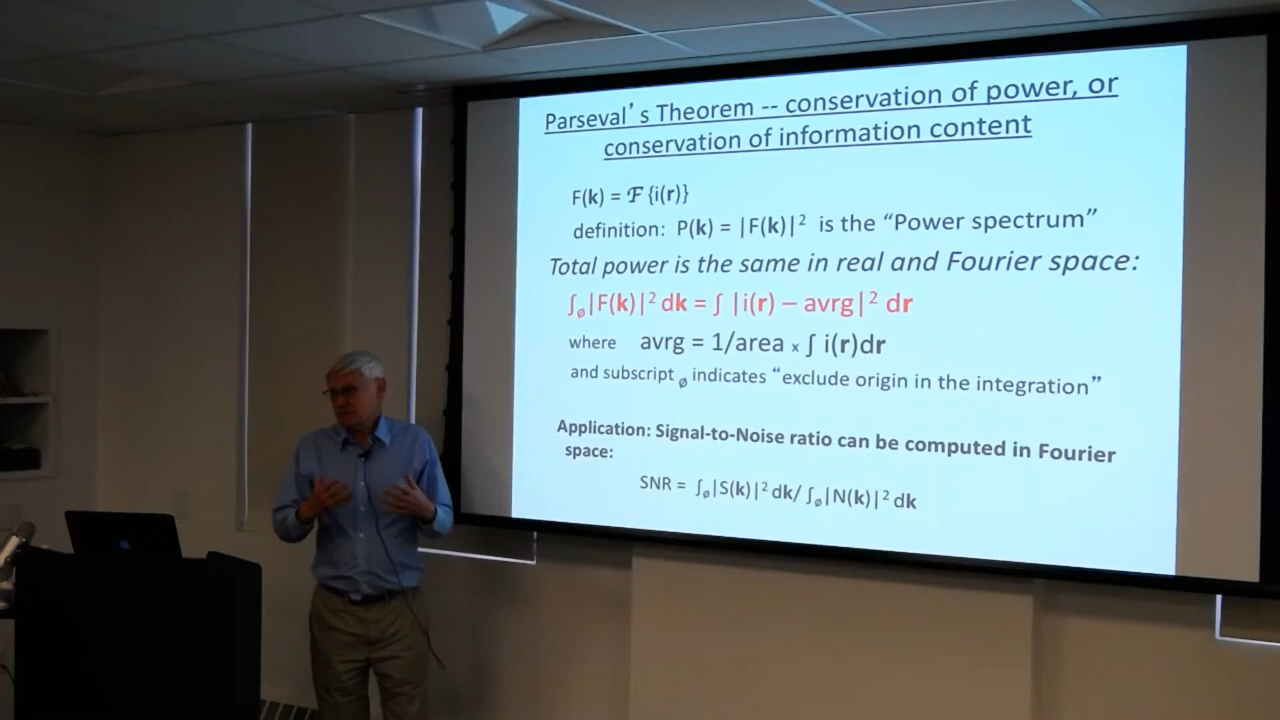 Parseval's Theorem -- conservation of power, or
conservation of information content
F(k) = ℱ {i(r)}
definition: P(k) = |F(k)|² is the “Power spectrum”
Total power is the same in real and Fourier space:
∫ø|F(k)|² dk = ∫ |i(r) – avrg|² dr
where avrg = 1/area × ∫ i(r)dr
and subscript ø indicates “exclude origin in the integration”
Application: Signal-to-Noise ratio can be computed in Fourier
space:
SNR = ∫ø|S(k)|² dk/ ∫ø|N(k)|² dk